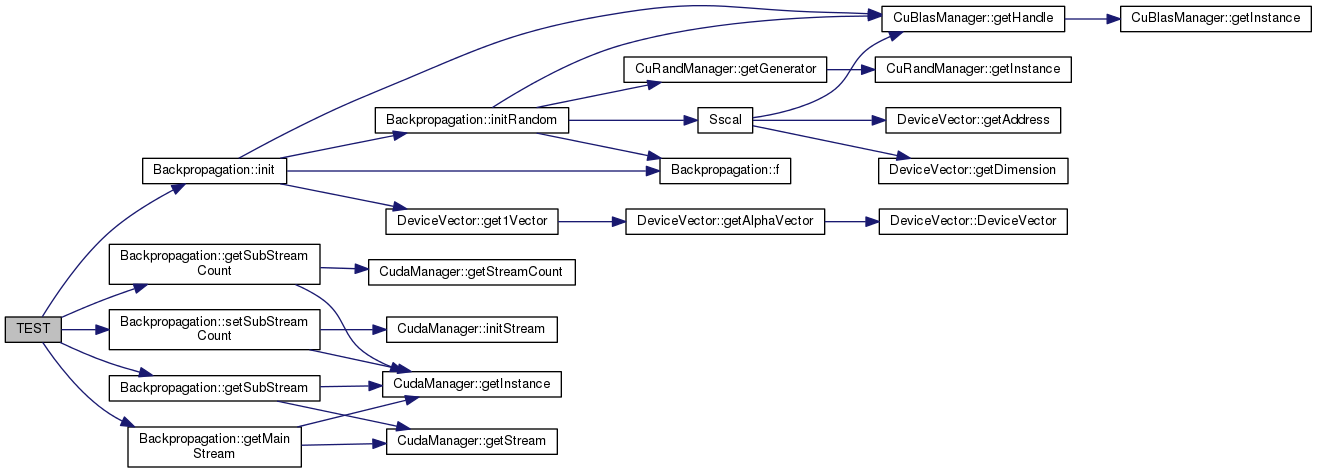 CuBlasManager::getHandle
CuBlasManager::getInstance
CuRandManager::getGenerator
CuRandManager::getInstance
Backpropagation::initRandom
Sscal
DeviceVector::getAddress
Backpropagation::init
Backpropagation::f
DeviceVector::getDimension
DeviceVector::get1Vector
DeviceVector::getAlphaVector
DeviceVector::DeviceVector
Backpropagation::getSubStream
Count
CudaManager::getStreamCount
TEST
Backpropagation::setSubStream
Count
CudaManager::initStream
Backpropagation::getSubStream
CudaManager::getInstance
Backpropagation::getMain
Stream
CudaManager::getStream